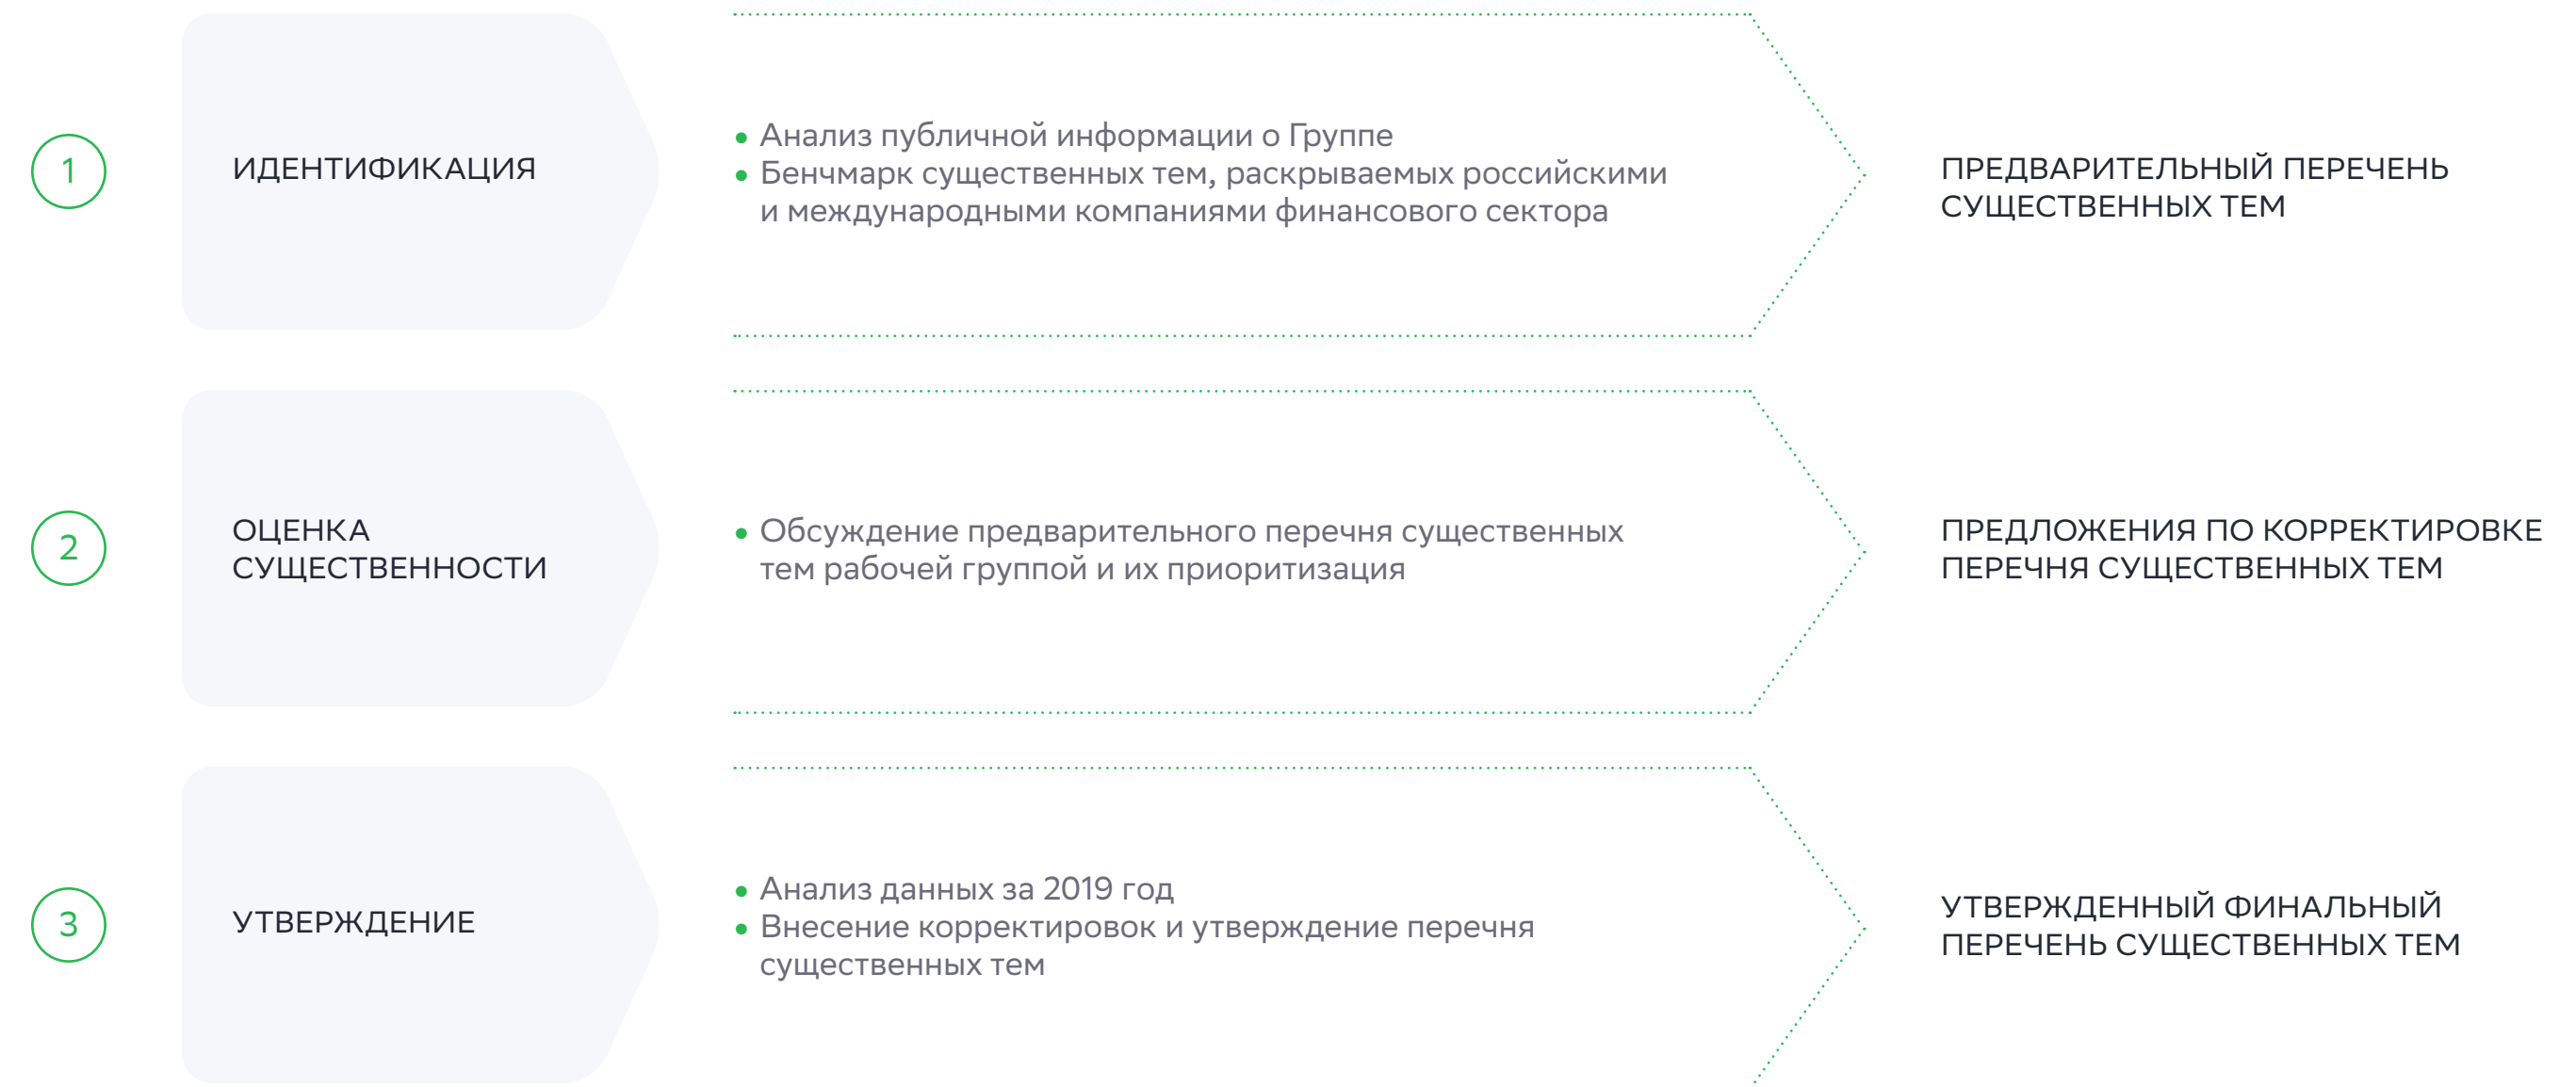 1
ИДЕНТИФИКАЦИЯ
• Анализ публичной информации о Группе
• Бенчмарк существенных тем, раскрываемых российскими
и международными компаниями финансового сектора
ПРЕДВАРИТЕЛЬНЫЙ ПЕРЕЧЕНЬ
СУЩЕСТВЕННЫХ ТЕМ
2
ОЦЕНКА
СУЩЕСТВЕННОСТИ
• Обсуждение предварительного перечня существенных
тем рабочей группой и их приоритизация
ПРЕДЛОЖЕНИЯ ПО КОРРЕКТИРОВКЕ
ПЕРЕЧНЯ СУЩЕСТВЕННЫХ ТЕМ
3
УТВЕРЖДЕНИЕ
• Анализ данных за 2019 год
• Внесение корректировок и утверждение перечня
существенных тем
УТВЕРЖДЕННЫЙ ФИНАЛЬНЫЙ
ПЕРЕЧЕНЬ СУЩЕСТВЕННЫХ ТЕМ